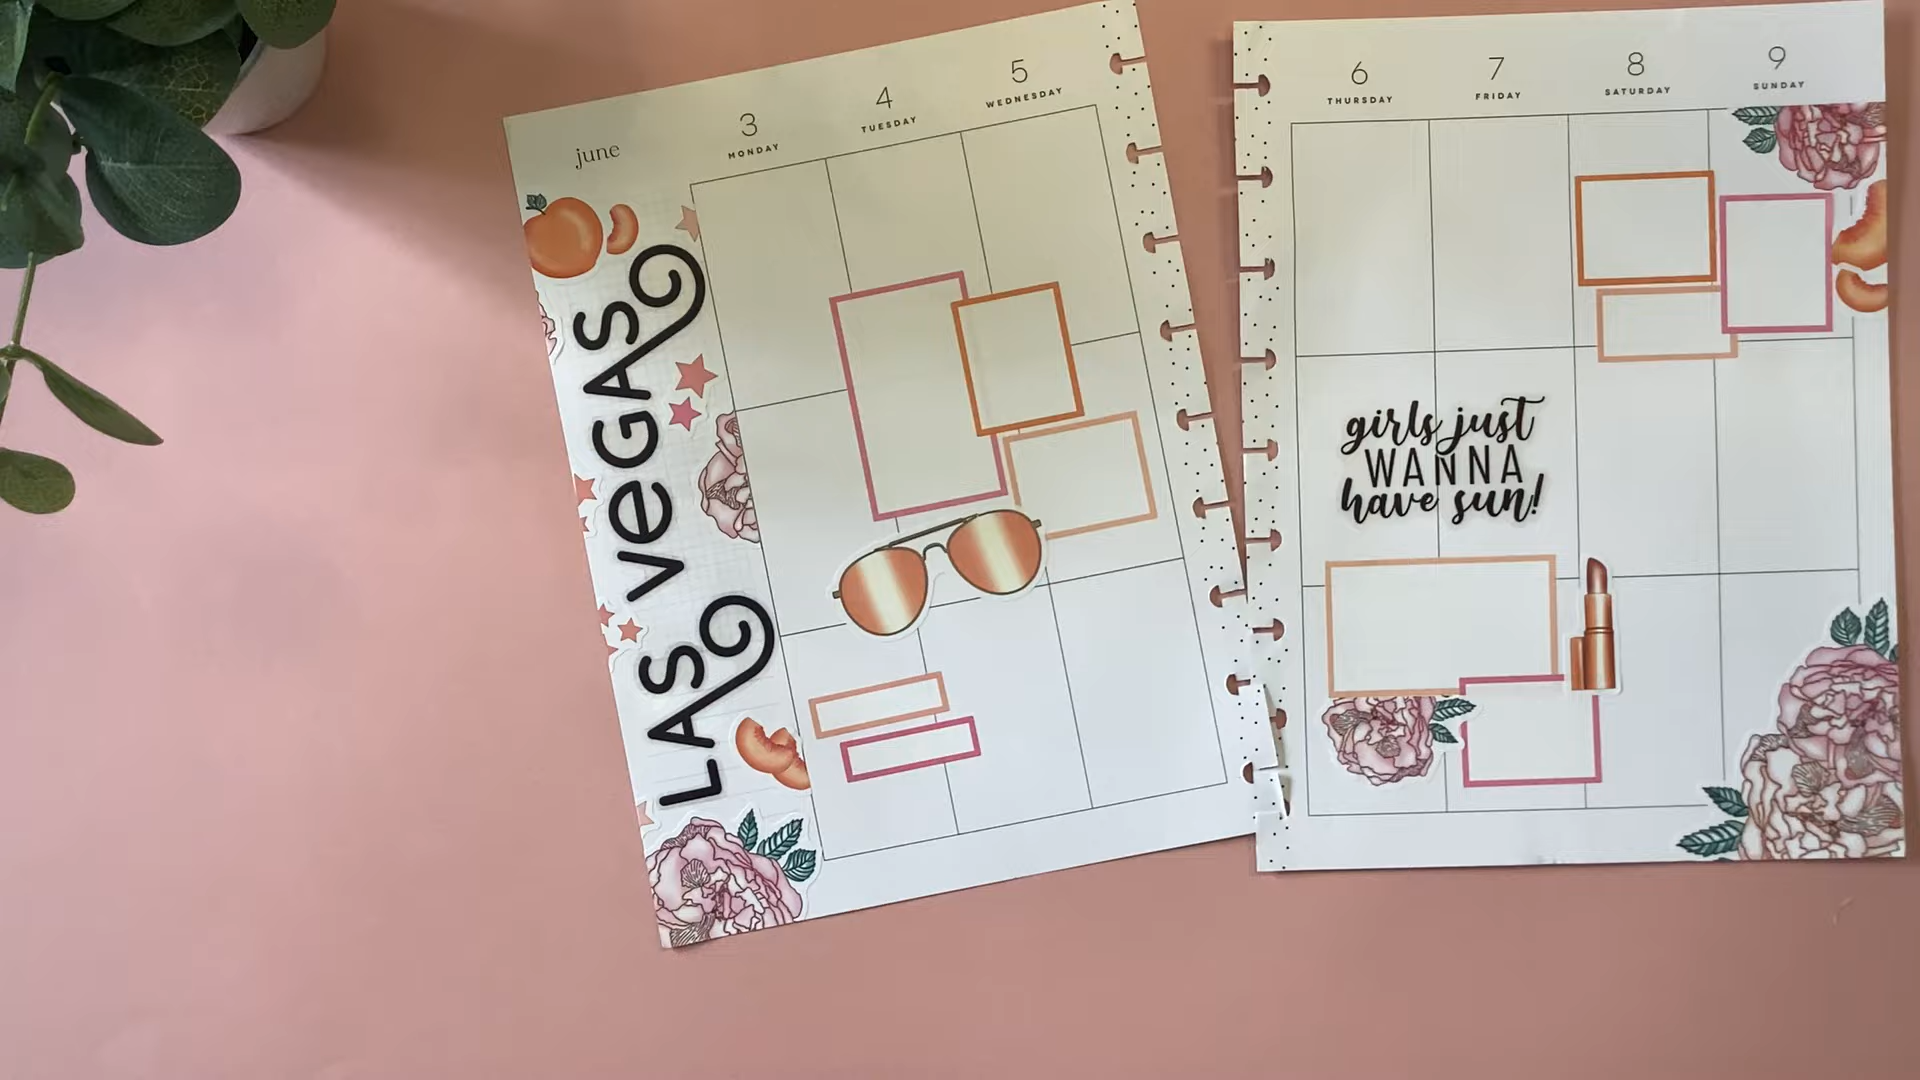 june
3
MONDAY
4
TUESDAY
5
WEDNESDAY
LAS VeGAS
6
THURSDAY
7
FRIDAY
8
SATURDAY
9
SUNDAY
girls just
WANNA
have sun!